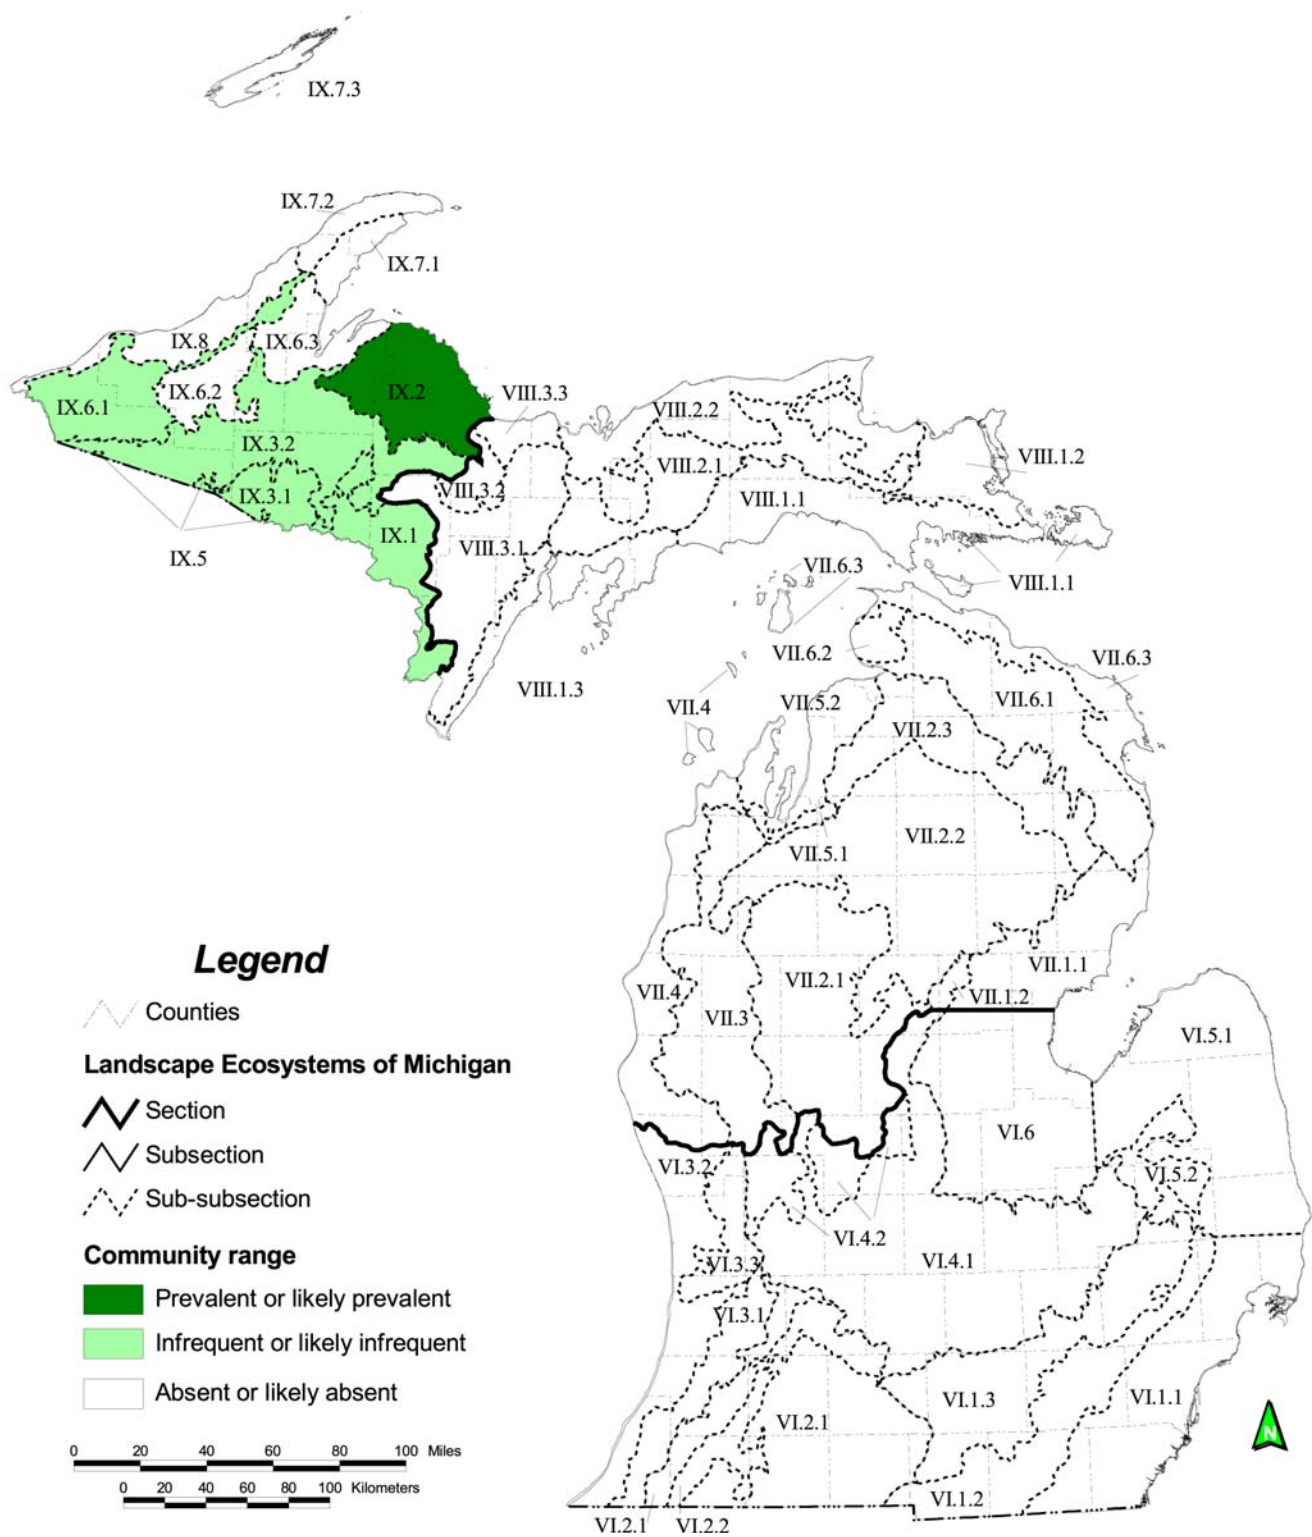 IX.7.3
IX.7.2
IX.7.1
IX.8
IX.6.3
IX.2
IX.6.2
IX.6.1
VIII.3.3
VIII.2.2
IX.3.2
VIII.1.2
VIII.2.1
VIII.3.2
IX.3.1
VIII.1.1
IX.1
VIII.3.1
IX.5
VII.6.3
VIII.1.1
VII.6.2
VII.6.3
VIII.1.3
VII.5.2
VII.6.1
VII.4
VII.2.3
VII.2.2
VII.5.1
Legend
VII.1.1
VII.2.1
VII.4
VII.1.2
Counties
VII.3
VI.5.1
Landscape Ecosystems of Michigan
Section
VI.6
Subsection
VI.3.2
VI.5.2
Sub-subsection
VI.4.2
Community range
VI.4.1
VI.3.3
Prevalent or likely prevalent
VI.3.1
Infrequent or likely infrequent
Absent or likely absent
VI.1.3
VI.1.1
VI.2.1
N
0 20 40 60 80 100 Miles
0 20 40 60 80 100 Kilometers
VI.1.2
VI.2.1 VI.2.2